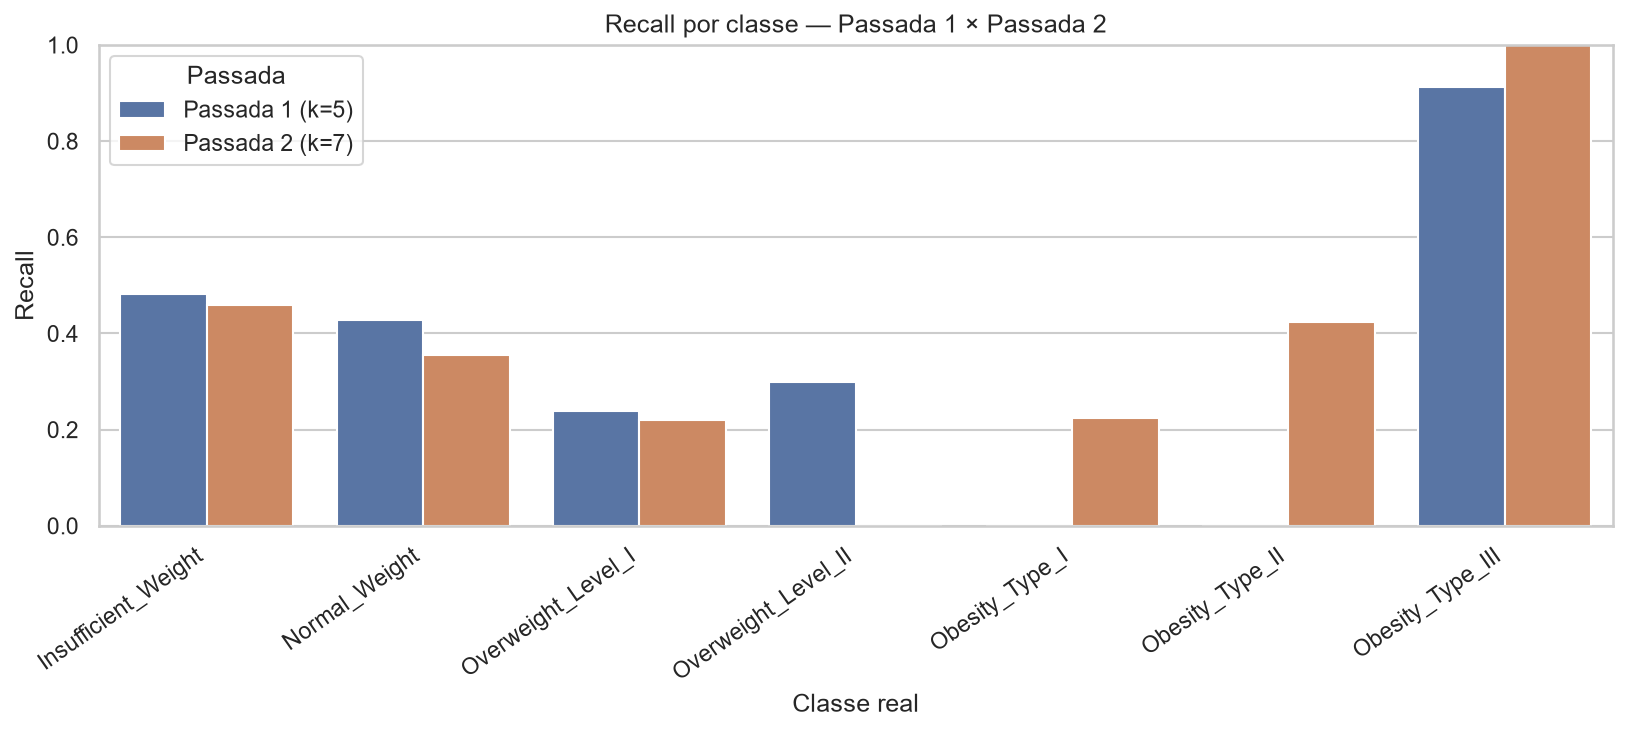 Recall por classe — Passada 1 × Passada 2
Passada
Passada 1 (k=5)
Passada 2 (k=7)
Recall
1.0
0.8
0.6
0.4
0.2
0.0
Insufficient_Weight
Normal_Weight
Overweight_Level_I
Overweight_Level_II
Obesity_Type_I
Obesity_Type_II
Obesity_Type_III
Classe real